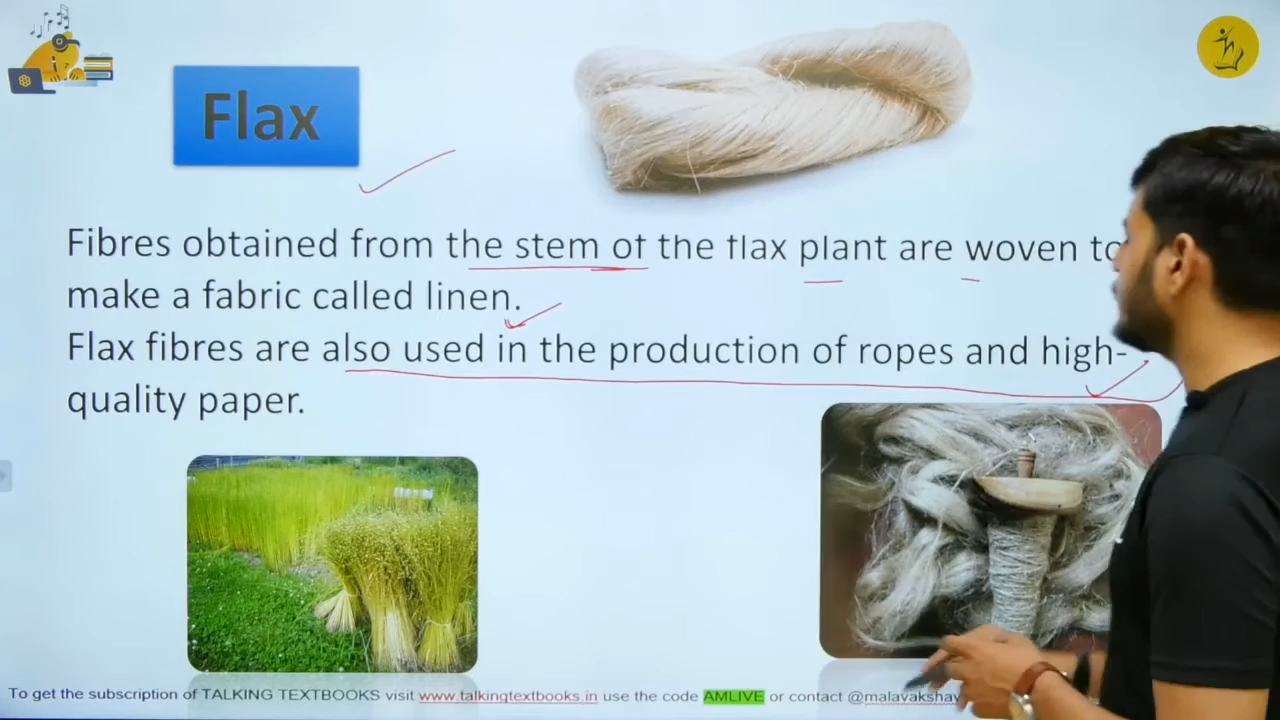 Flax
Fibres obtained from the stem of the flax plant are woven to
make a fabric called linen.
Flax fibres are also used in the production of ropes and high-
quality paper.
To get the subscription of TALKING TEXTBOOKS visit www.talkingtextbooks.in use the code AMLIVE or contact @malavakshay